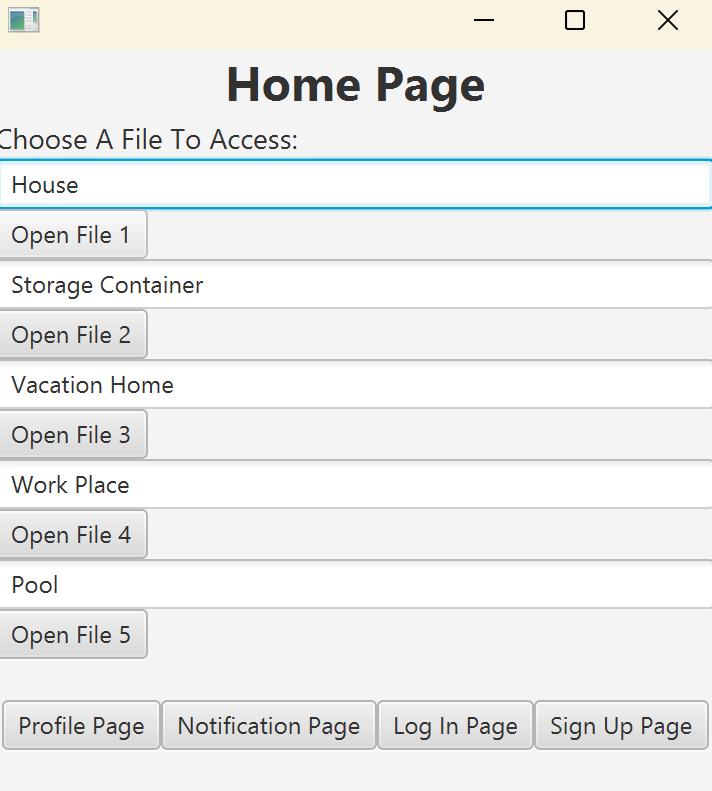 Home Page
Choose A File To Access:
House
Open File 1
Storage Container
Open File 2
Vacation Home
Open File 3
Work Place
Open File 4
Pool
Open File 5
Profile Page Notification Page Log In Page Sign Up Page